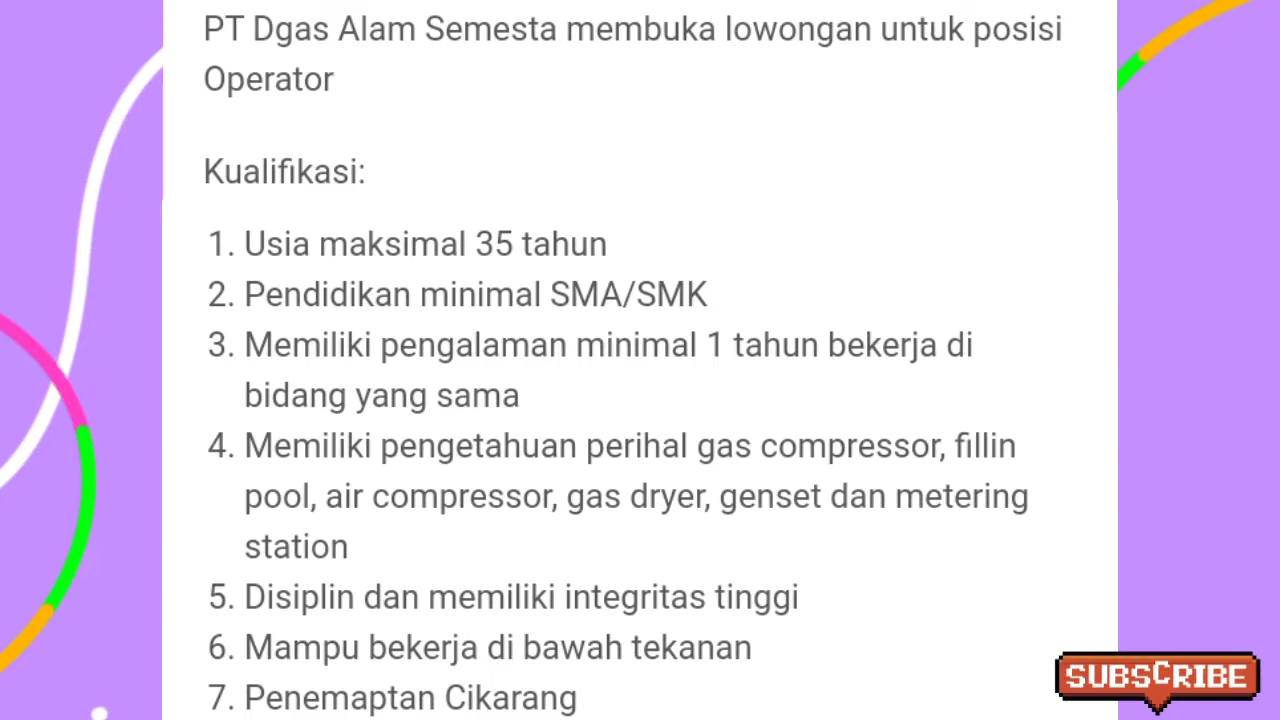 PT Dgas Alam Semesta membuka lowongan untuk posisi
Operator
Kualifikasi:
1. Usia maksimal 35 tahun
2. Pendidikan minimal SMA/SMK
3. Memiliki pengalaman minimal 1 tahun bekerja di
bidang yang sama
4. Memiliki pengetahuan perihal gas compressor, fillin
pool, air compressor, gas dryer, genset dan metering
station
5. Disiplin dan memiliki integritas tinggi
6. Mampu bekerja di bawah tekanan
7. Penemaptan Cikarang
SUBSCRIBE